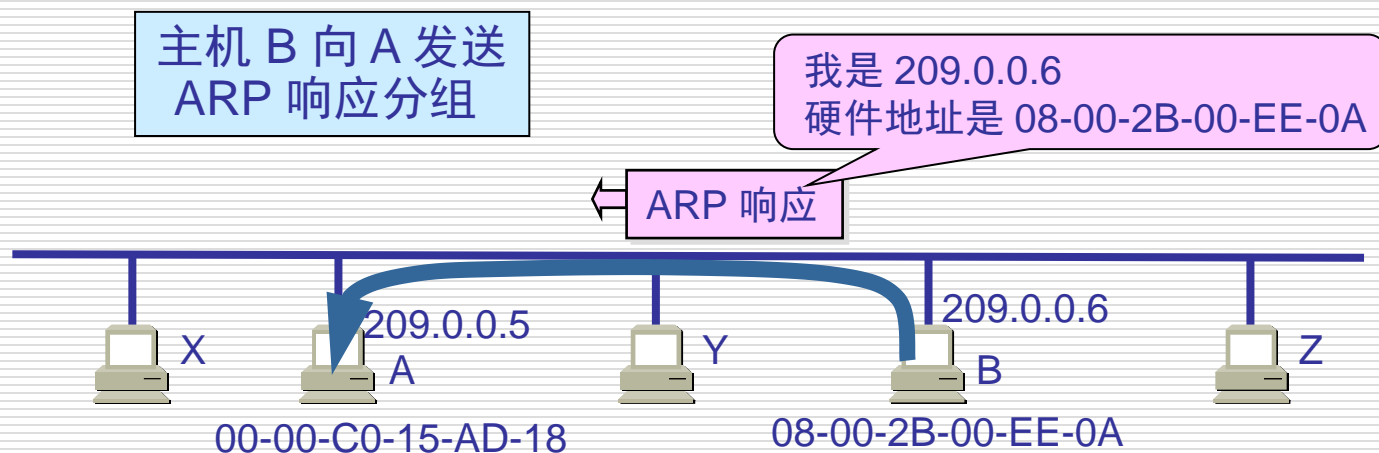 主机 B 向 A 发送
ARP 响应分组
我是 209.0.0.6
硬件地址是 08-00-2B-00-EE-0A
ARP 响应
209.0.0.5
209.0.0.6
X
A
Y
B
Z
00-00-C0-15-AD-18
08-00-2B-00-EE-0A